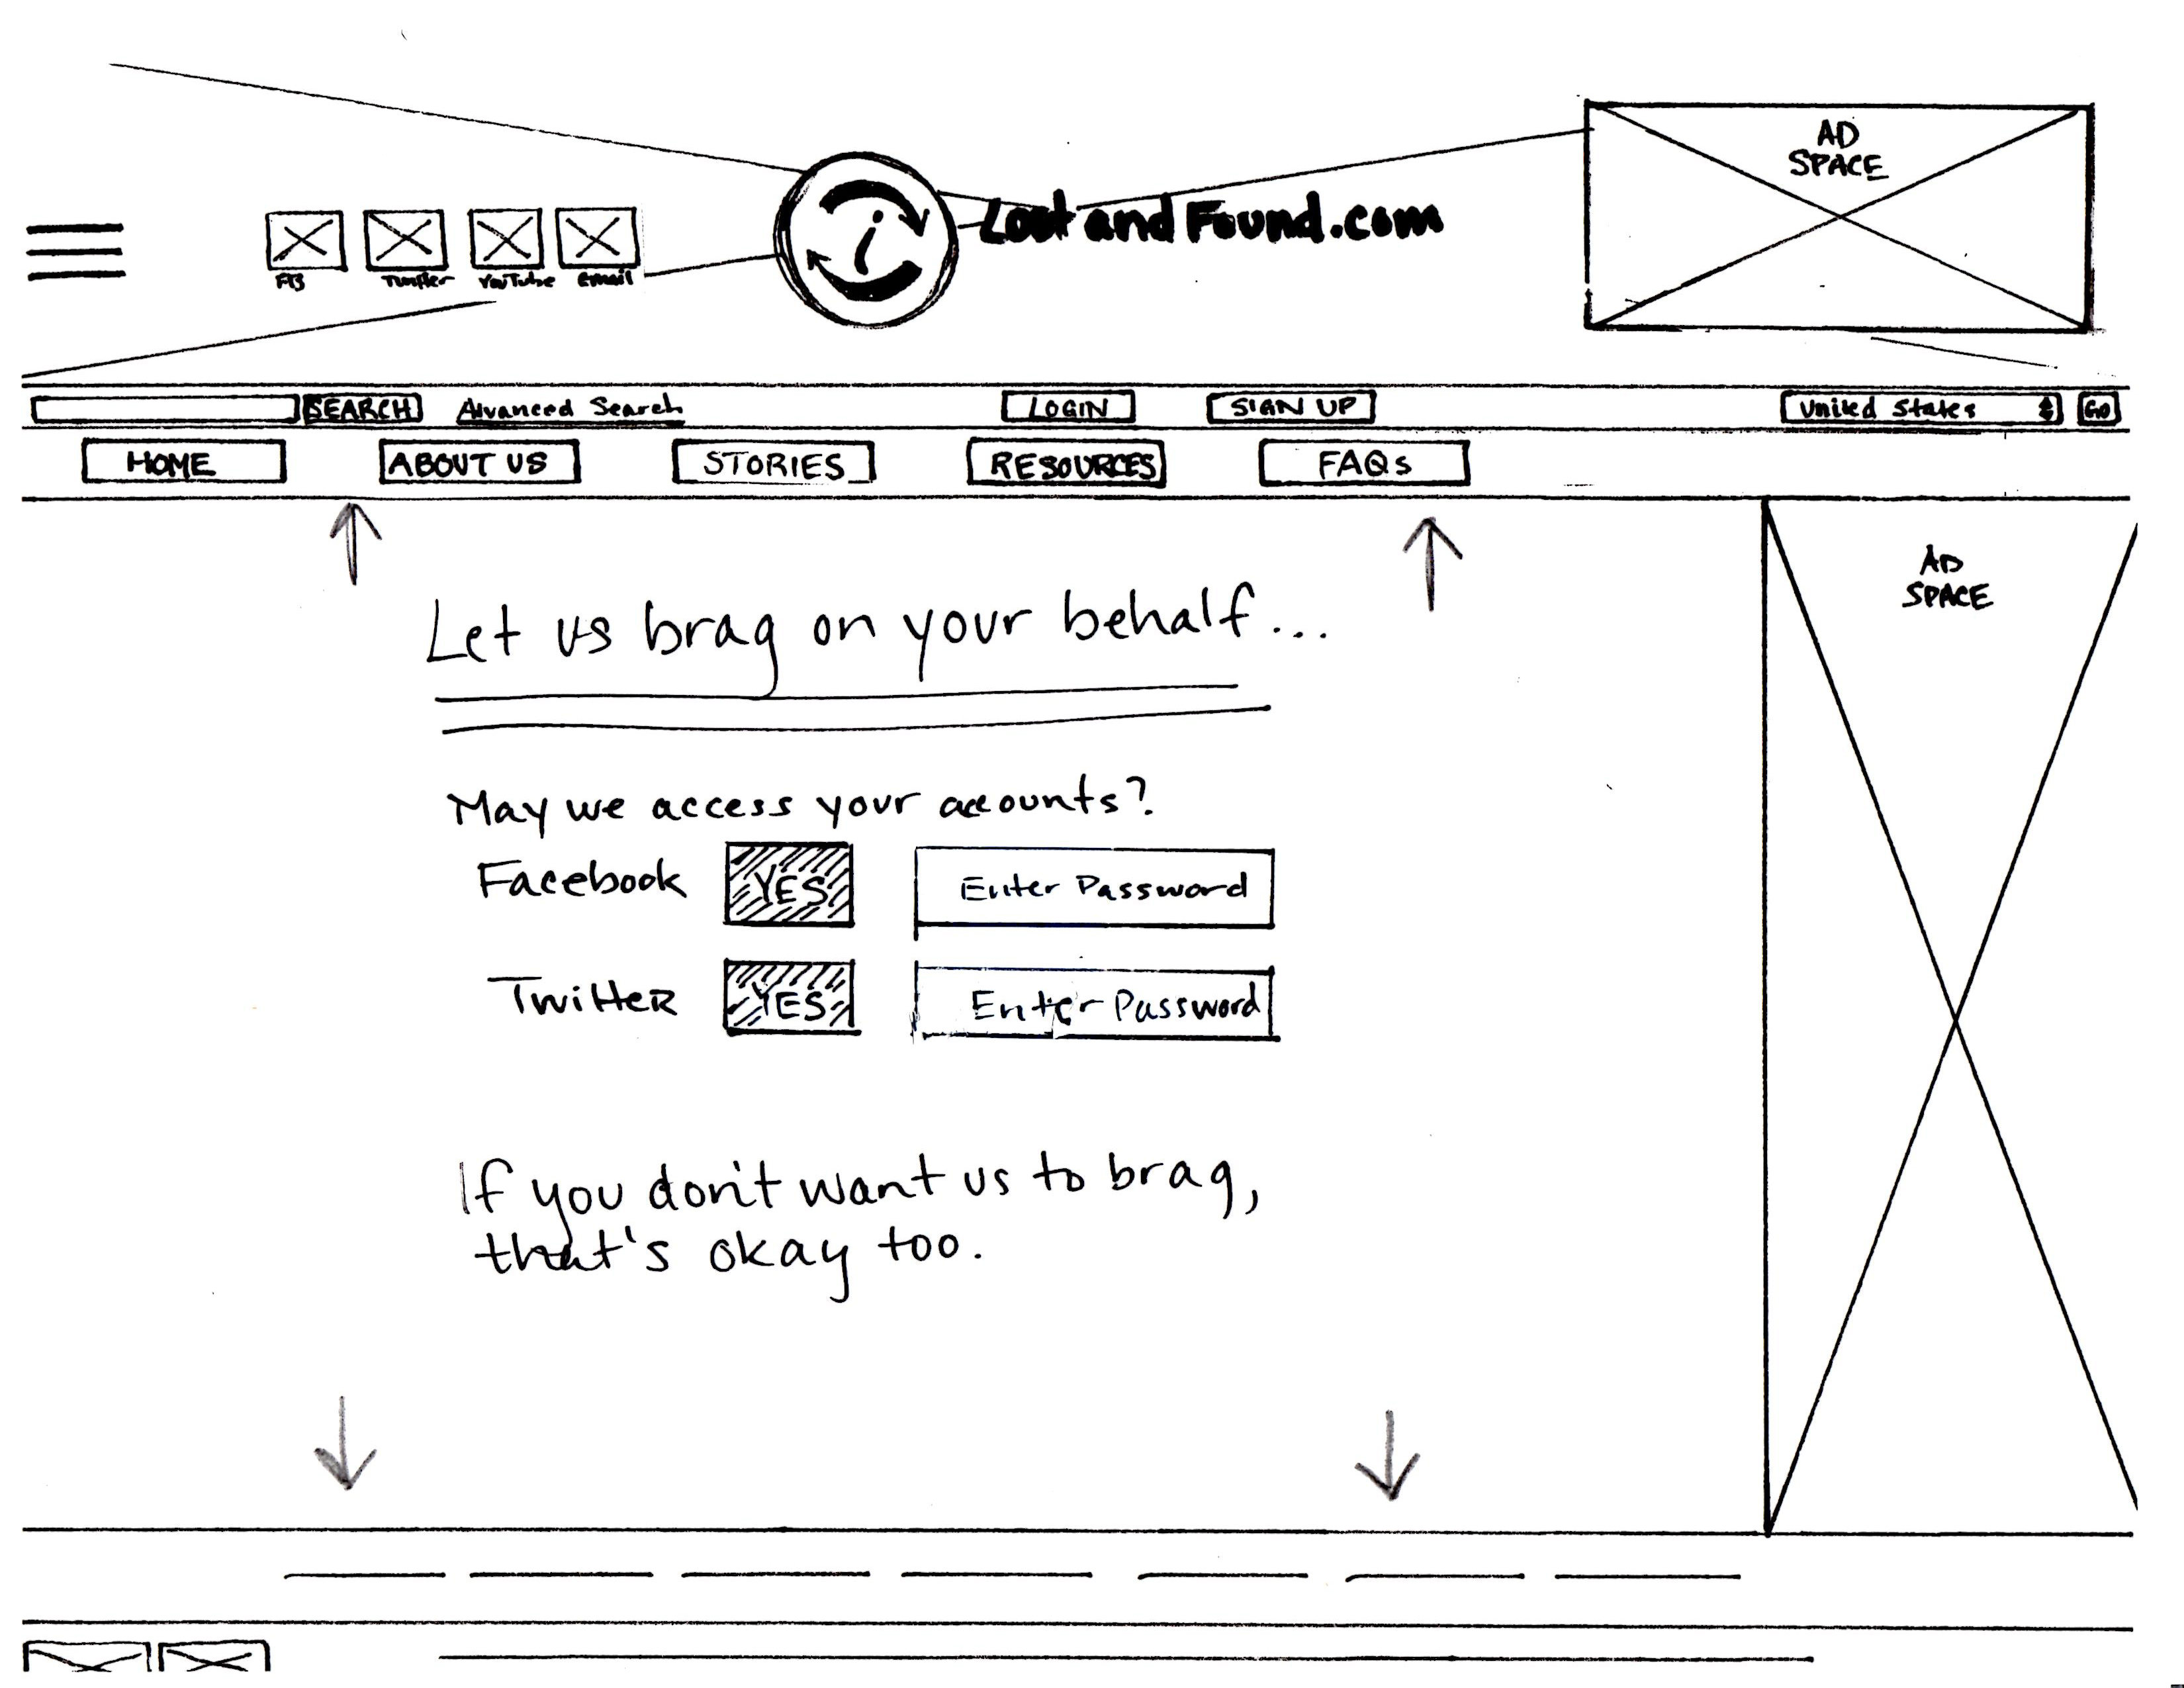 AD
SPACE
i
LostandFound.com
FB Twitter YouTube Email
SEARCH Advanced Search LOGIN SIGN UP United States GO
HOME ABOUT US STORIES RESOURCES FAQs
AD
SPACE
Let us brag on your behalf...
May we access your accounts?
Facebook YES Enter Password
Twitter YES Enter Password
If you don't want us to brag,
that's okay too.